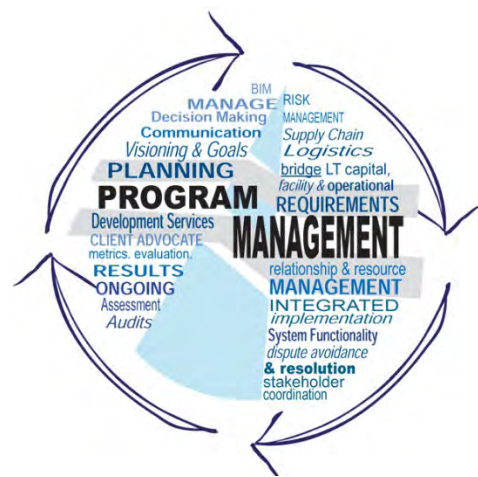 BIM
MANAGE
Decision Making
Communication
Visioning & Goals
PLANNING
PROGRAM
Development Services
CLIENT ADVOCATE
metrics. evaluation,
RESULTS
ONGOING
Assessment
Audits
RISK
MANAGEMENT
Supply Chain
Logistics
bridge LT capital,
facility & operational
REQUIREMENTS
MANAGEMENT
relationship & resource
MANAGEMENT
INTEGRATED
implementation
System Functionality
dispute avoidance
& resolution
stakeholder
coordination